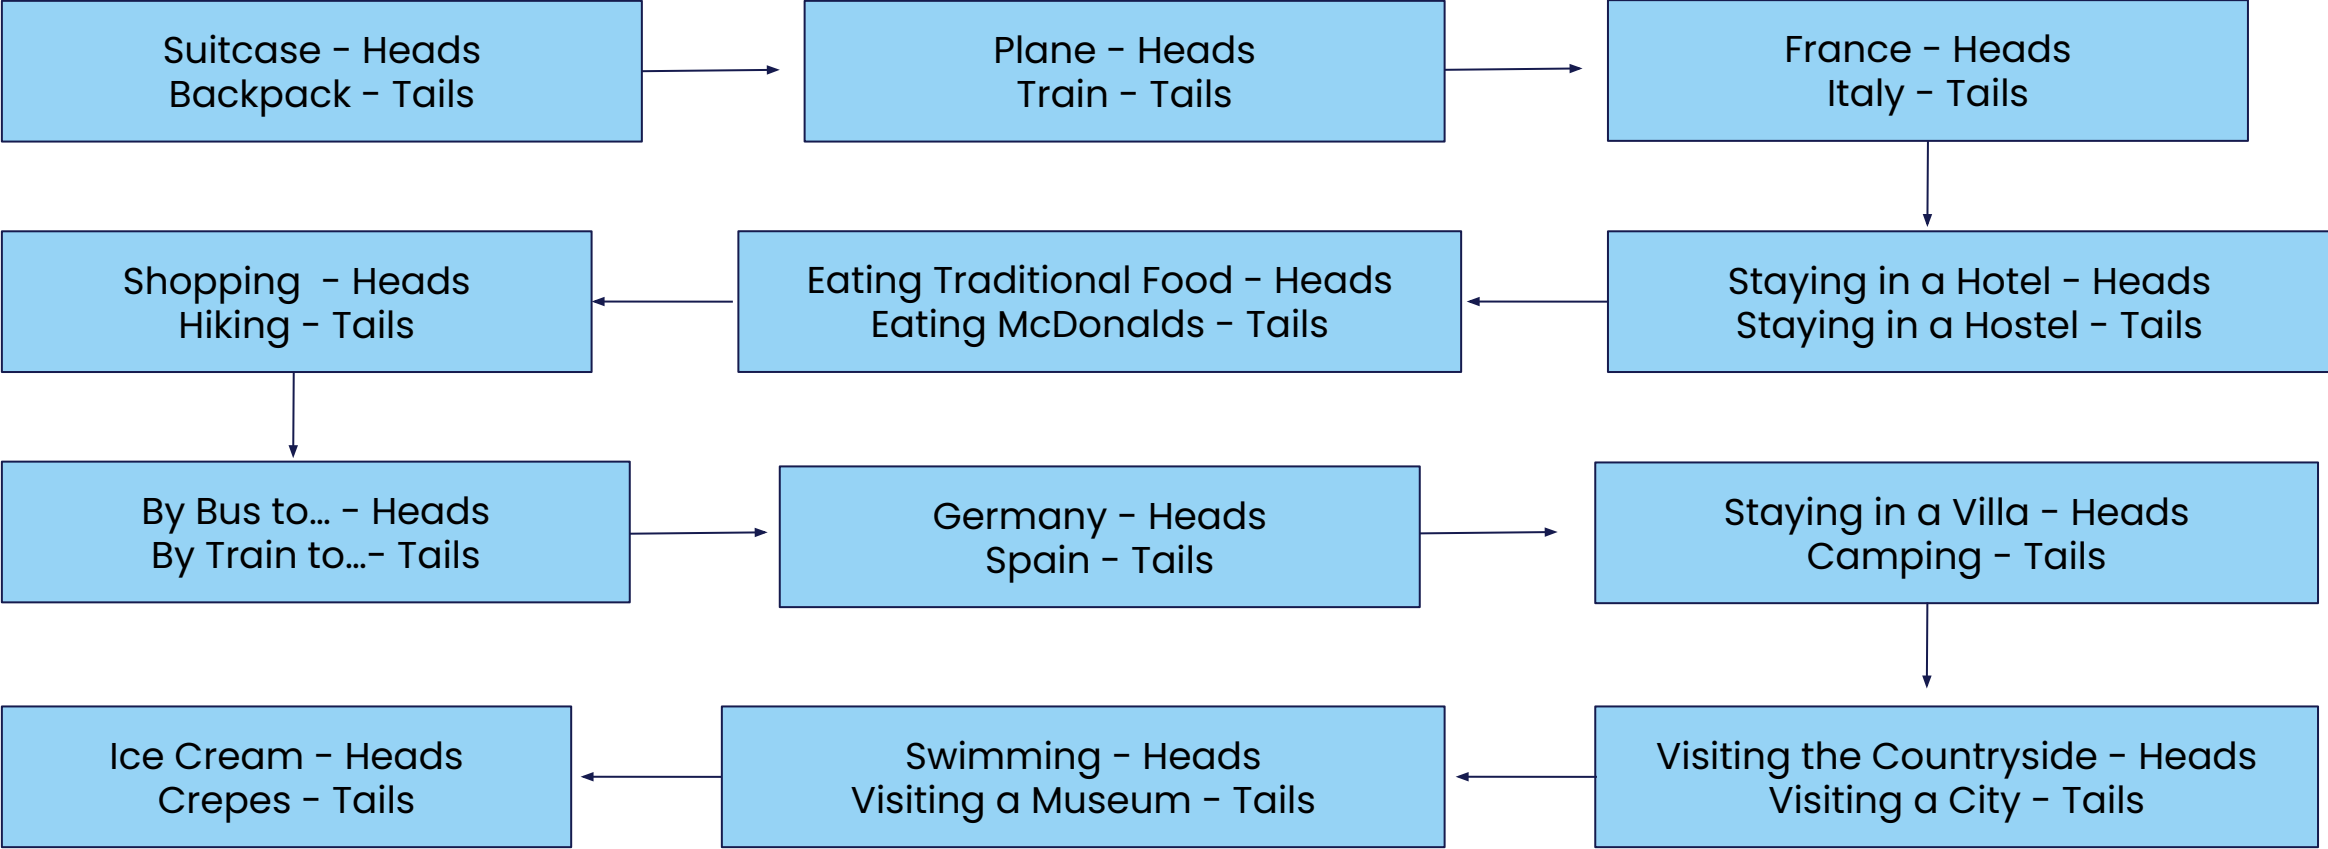 Suitcase - Heads
Backpack - Tails
Plane - Heads
Train - Tails
France - Heads
Italy - Tails
Shopping  - Heads
Hiking - Tails
Eating Traditional Food - Heads
Eating McDonalds - Tails
Staying in a Hotel - Heads
Staying in a Hostel - Tails
By Bus to... - Heads
By Train to...- Tails
Germany - Heads
Spain - Tails
Staying in a Villa - Heads
Camping - Tails
Ice Cream - Heads
Crepes - Tails
Swimming - Heads
Visiting a Museum - Tails
Visiting the Countryside - Heads
Visiting a City - Tails